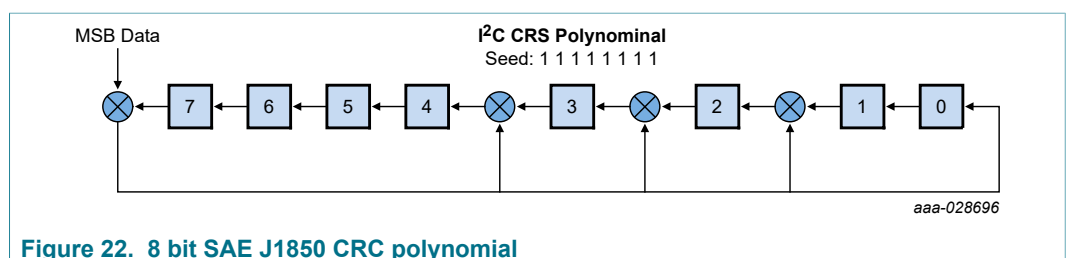 MSB Data
I2C CRS Polynominal
Seed: 1 1 1 1 1 1 1 1
7 6 5 4 3 2 1 0
aaa-028696
Figure 22. 8 bit SAE J1850 CRC polynomial